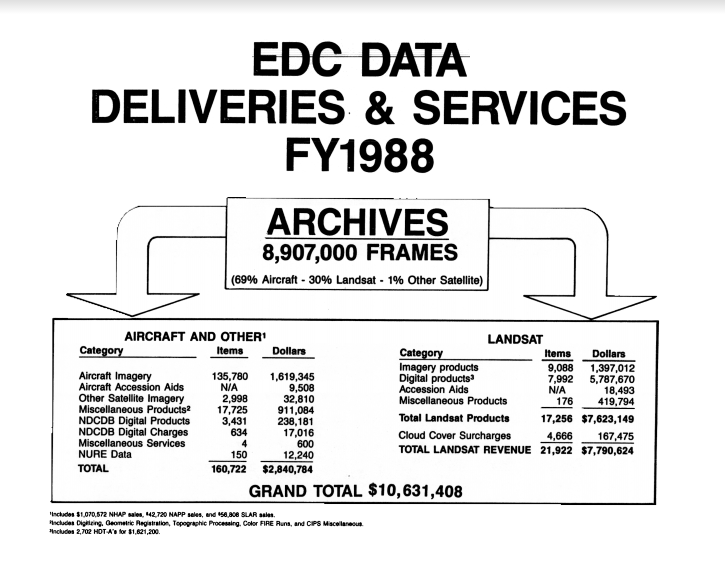 EDC DATA
DELIVERIES & SERVICES
FY1988
ARCHIVES
8,907,000 FRAMES
(69% Aircraft - 30% Landsat - 1% Other Satellite)
AIRCRAFT AND OTHER¹
Category Items Dollars
Aircraft Imagery 135,780 1,619,345
Aircraft Accession Aids N/A 9,508
Other Satellite Imagery 2,998 32,810
Miscellaneous Products² 17,725 911,084
NDCDB Digital Products 3,431 238,181
NDCDB Digital Charges 634 17,016
Miscellaneous Services 4 600
NURE Data 150 12,240
TOTAL 160,722 $2,840,784
LANDSAT
Category Items Dollars
Imagery products 9,088 1,397,012
Digital products³ 7,992 5,787,670
Accession Aids N/A 18,493
Miscellaneous Products 176 419,794
Total Landsat Products 17,256 $7,623,149
Cloud Cover Surcharges 4,666 167,475
TOTAL LANDSAT REVENUE 21,922 $7,790,624
GRAND TOTAL $10,631,408
¹Includes $1,070,572 NHAP sales, $42,720 NAPP sales, and $56,808 SLAR sales.
²Includes Digitizing, Geometric Registration, Topographic Processing, Color FIRE Runs, and CIPS Miscellaneous.
³Includes 2,702 HDT-A's for $1,621,200.